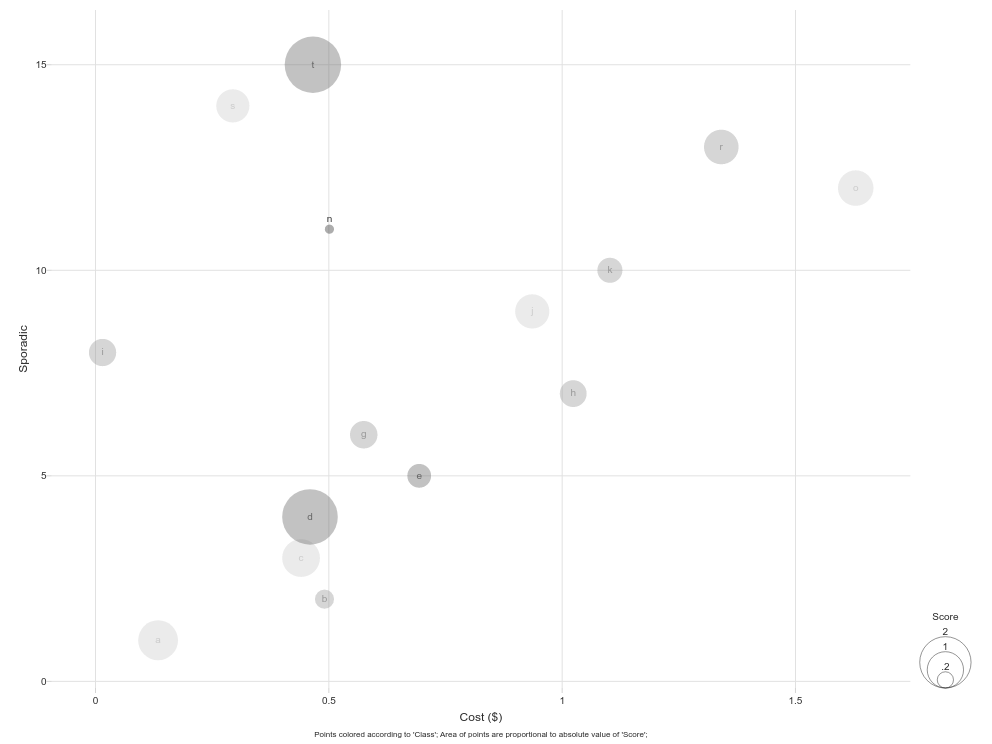 15
t
s
r
o
n
10
k
j
i
h
g
5
e
d
c
b
a
0
0
0.5
1
1.5
Sporadic
Cost ($)
Score
2
1
.2
Points colored according to 'Class'; Area of points are proportional to absolute value of 'Score';